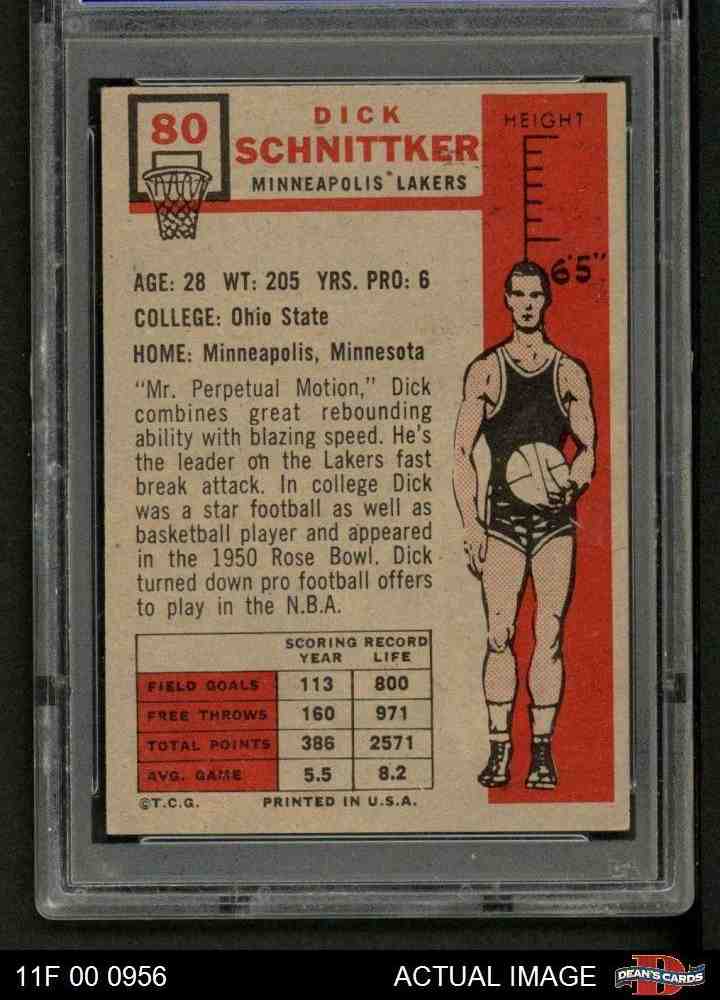 80
DICK
SCHNITTKER
MINNEAPOLIS LAKERS
HEIGHT
6'5"
AGE: 28 WT: 205 YRS. PRO: 6
COLLEGE: Ohio State
HOME: Minneapolis, Minnesota
"Mr. Perpetual Motion," Dick
combines great rebounding
ability with blazing speed. He's
the leader on the Lakers fast
break attack. In college Dick
was a star football as well as
basketball player and appeared
in the 1950 Rose Bowl. Dick
turned down pro football offers
to play in the N.B.A.
SCORING RECORD
YEAR LIFE
FIELD GOALS 113 800
FREE THROWS 160 971
TOTAL POINTS 386 2571
AVG. GAME 5.5 8.2
©T.C.G. PRINTED IN U.S.A.
11F 00 0956 ACTUAL IMAGE DEAN'S CARDS